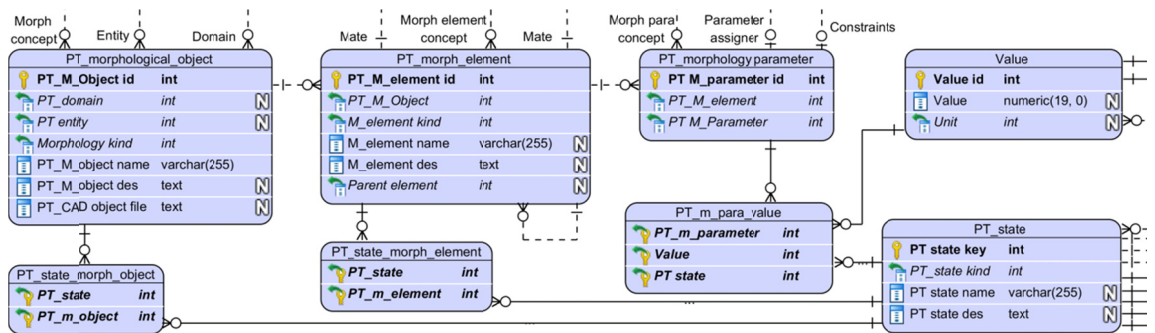 Morph
concept
Entity
Domain
Mate
Morph element
concept
Mate
Morph para
concept
Parameter
assigner
Constraints
PT_morphological_object
PT_M_Object id int
PT_domain int N
PT entity int N
Morphology kind int
PT_M_object name varchar(255)
PT_M_object des text N
PT_CAD object file text N
PT_morph_element
PT_M_element id int
PT_M_Object int
M_element kind int
M_element name varchar(255) N
M_element des text N
Parent element int N
PT_morphology parameter
PT M_parameter id int
PT_M_element int
PT M_Parameter int
Value
Value id int
Value numeric(19, 0) N
Unit int N
PT_m_para_value
PT_m_parameter int
Value int
PT state int
PT_state
PT state key int
PT_state kind int
PT state name varchar(255) N
PT state des text N
PT_state_morph_element
PT_state int
PT_m_element int
PT_state_morph_object
PT_state int
PT_m_object int
...
...
...